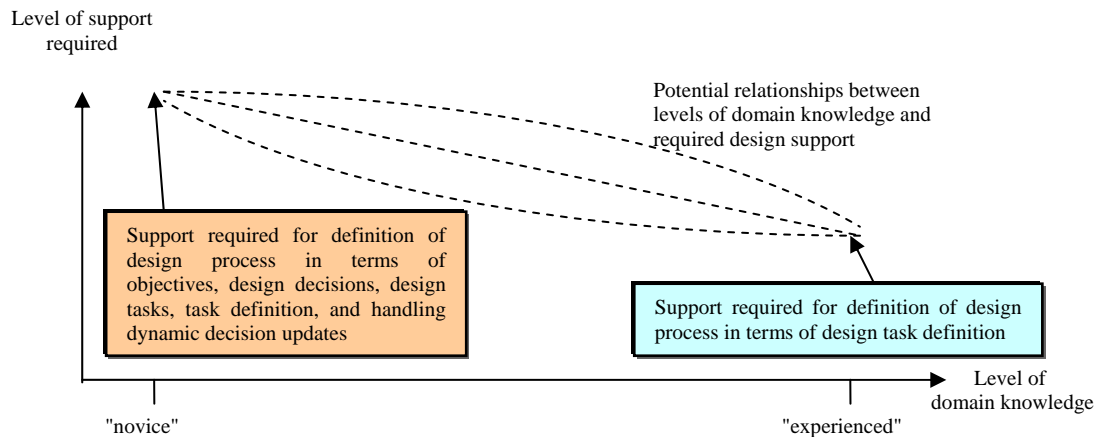 Level of support
required
Potential relationships between
levels of domain knowledge and
required design support
Support required for definition of
design process in terms of
objectives, design decisions, design
tasks, task definition, and handling
dynamic decision updates
Support required for definition of design
process in terms of design task definition
Level of
domain knowledge
"novice"
"experienced"